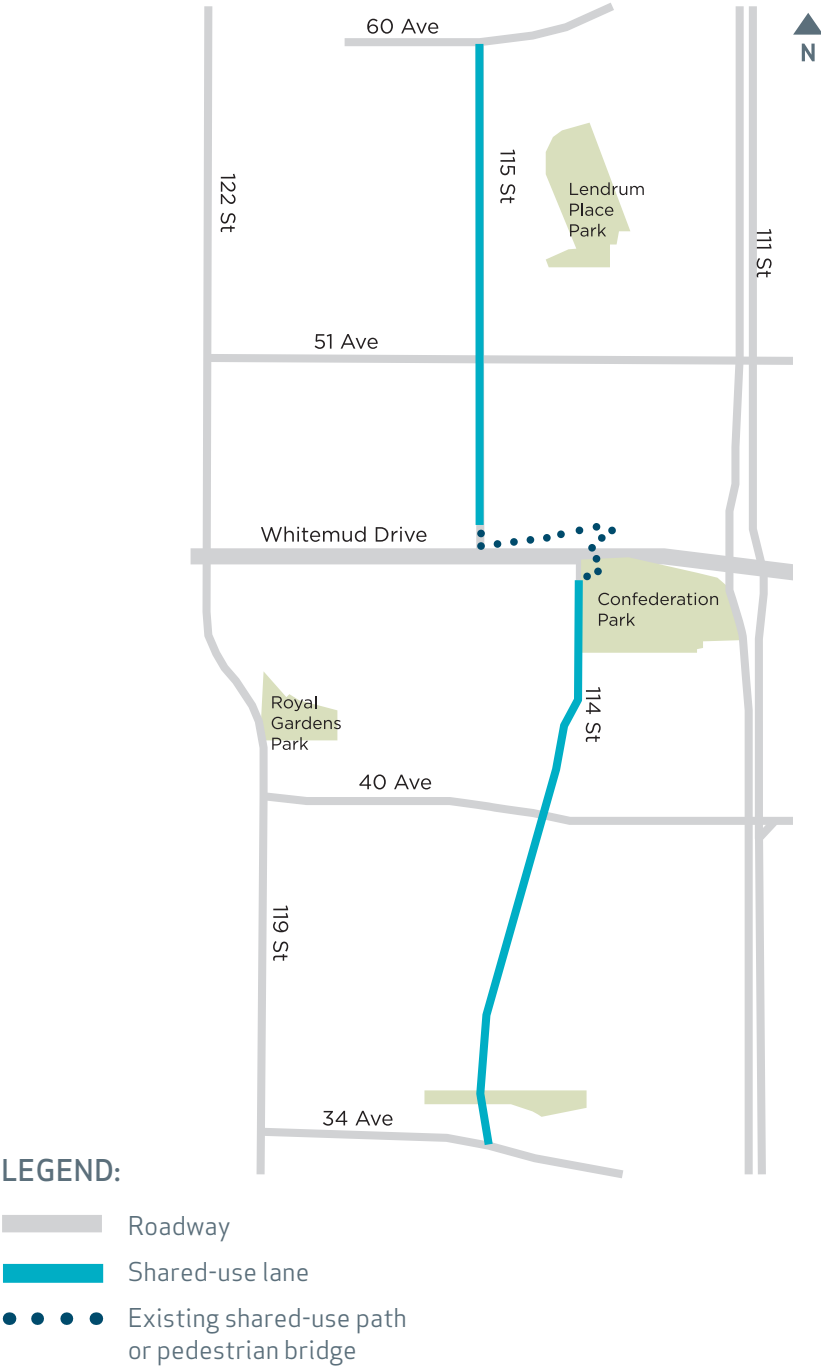 60 Ave
N
115 St
122 St
Lendrum
Place
Park
111 St
51 Ave
Whitemud Drive
Confederation
Park
114 St
Royal
Gardens
Park
40 Ave
119 St
34 Ave
LEGEND:
Roadway
Shared-use lane
Existing shared-use path
or pedestrian bridge